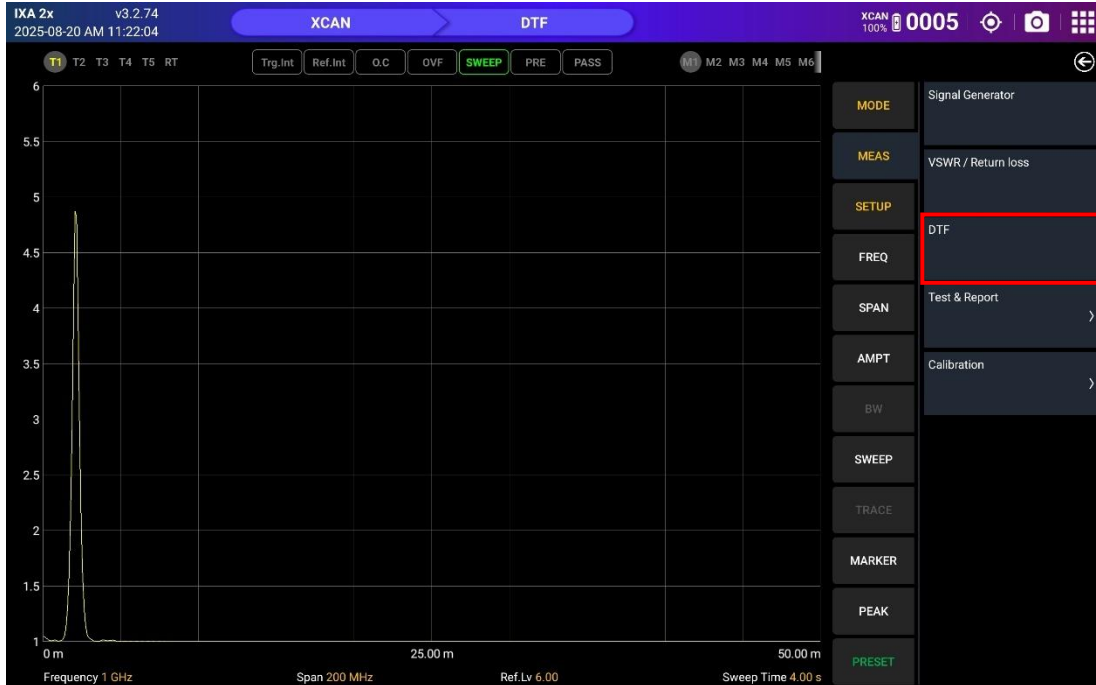 IXA 2x v3.2.74
2025-08-20 AM 11:22:04
XCAN DTF
XCAN
100%
0005
T1 T2 T3 T4 T5 RT
Trg.Int Ref.Int O.C OVF SWEEP PRE PASS
M1 M2 M3 M4 M5 M6
6
5.5
5
4.5
4
3.5
3
2.5
2
1.5
1
0 m 25.00 m 50.00 m
Frequency 1 GHz Span 200 MHz Ref.Lv 6.00 Sweep Time 4.00 s
MODE
MEAS
SETUP
FREQ
SPAN
AMPT
BW
SWEEP
TRACE
MARKER
PEAK
PRESET
Signal Generator
VSWR / Return loss
DTF
Test & Report
Calibration